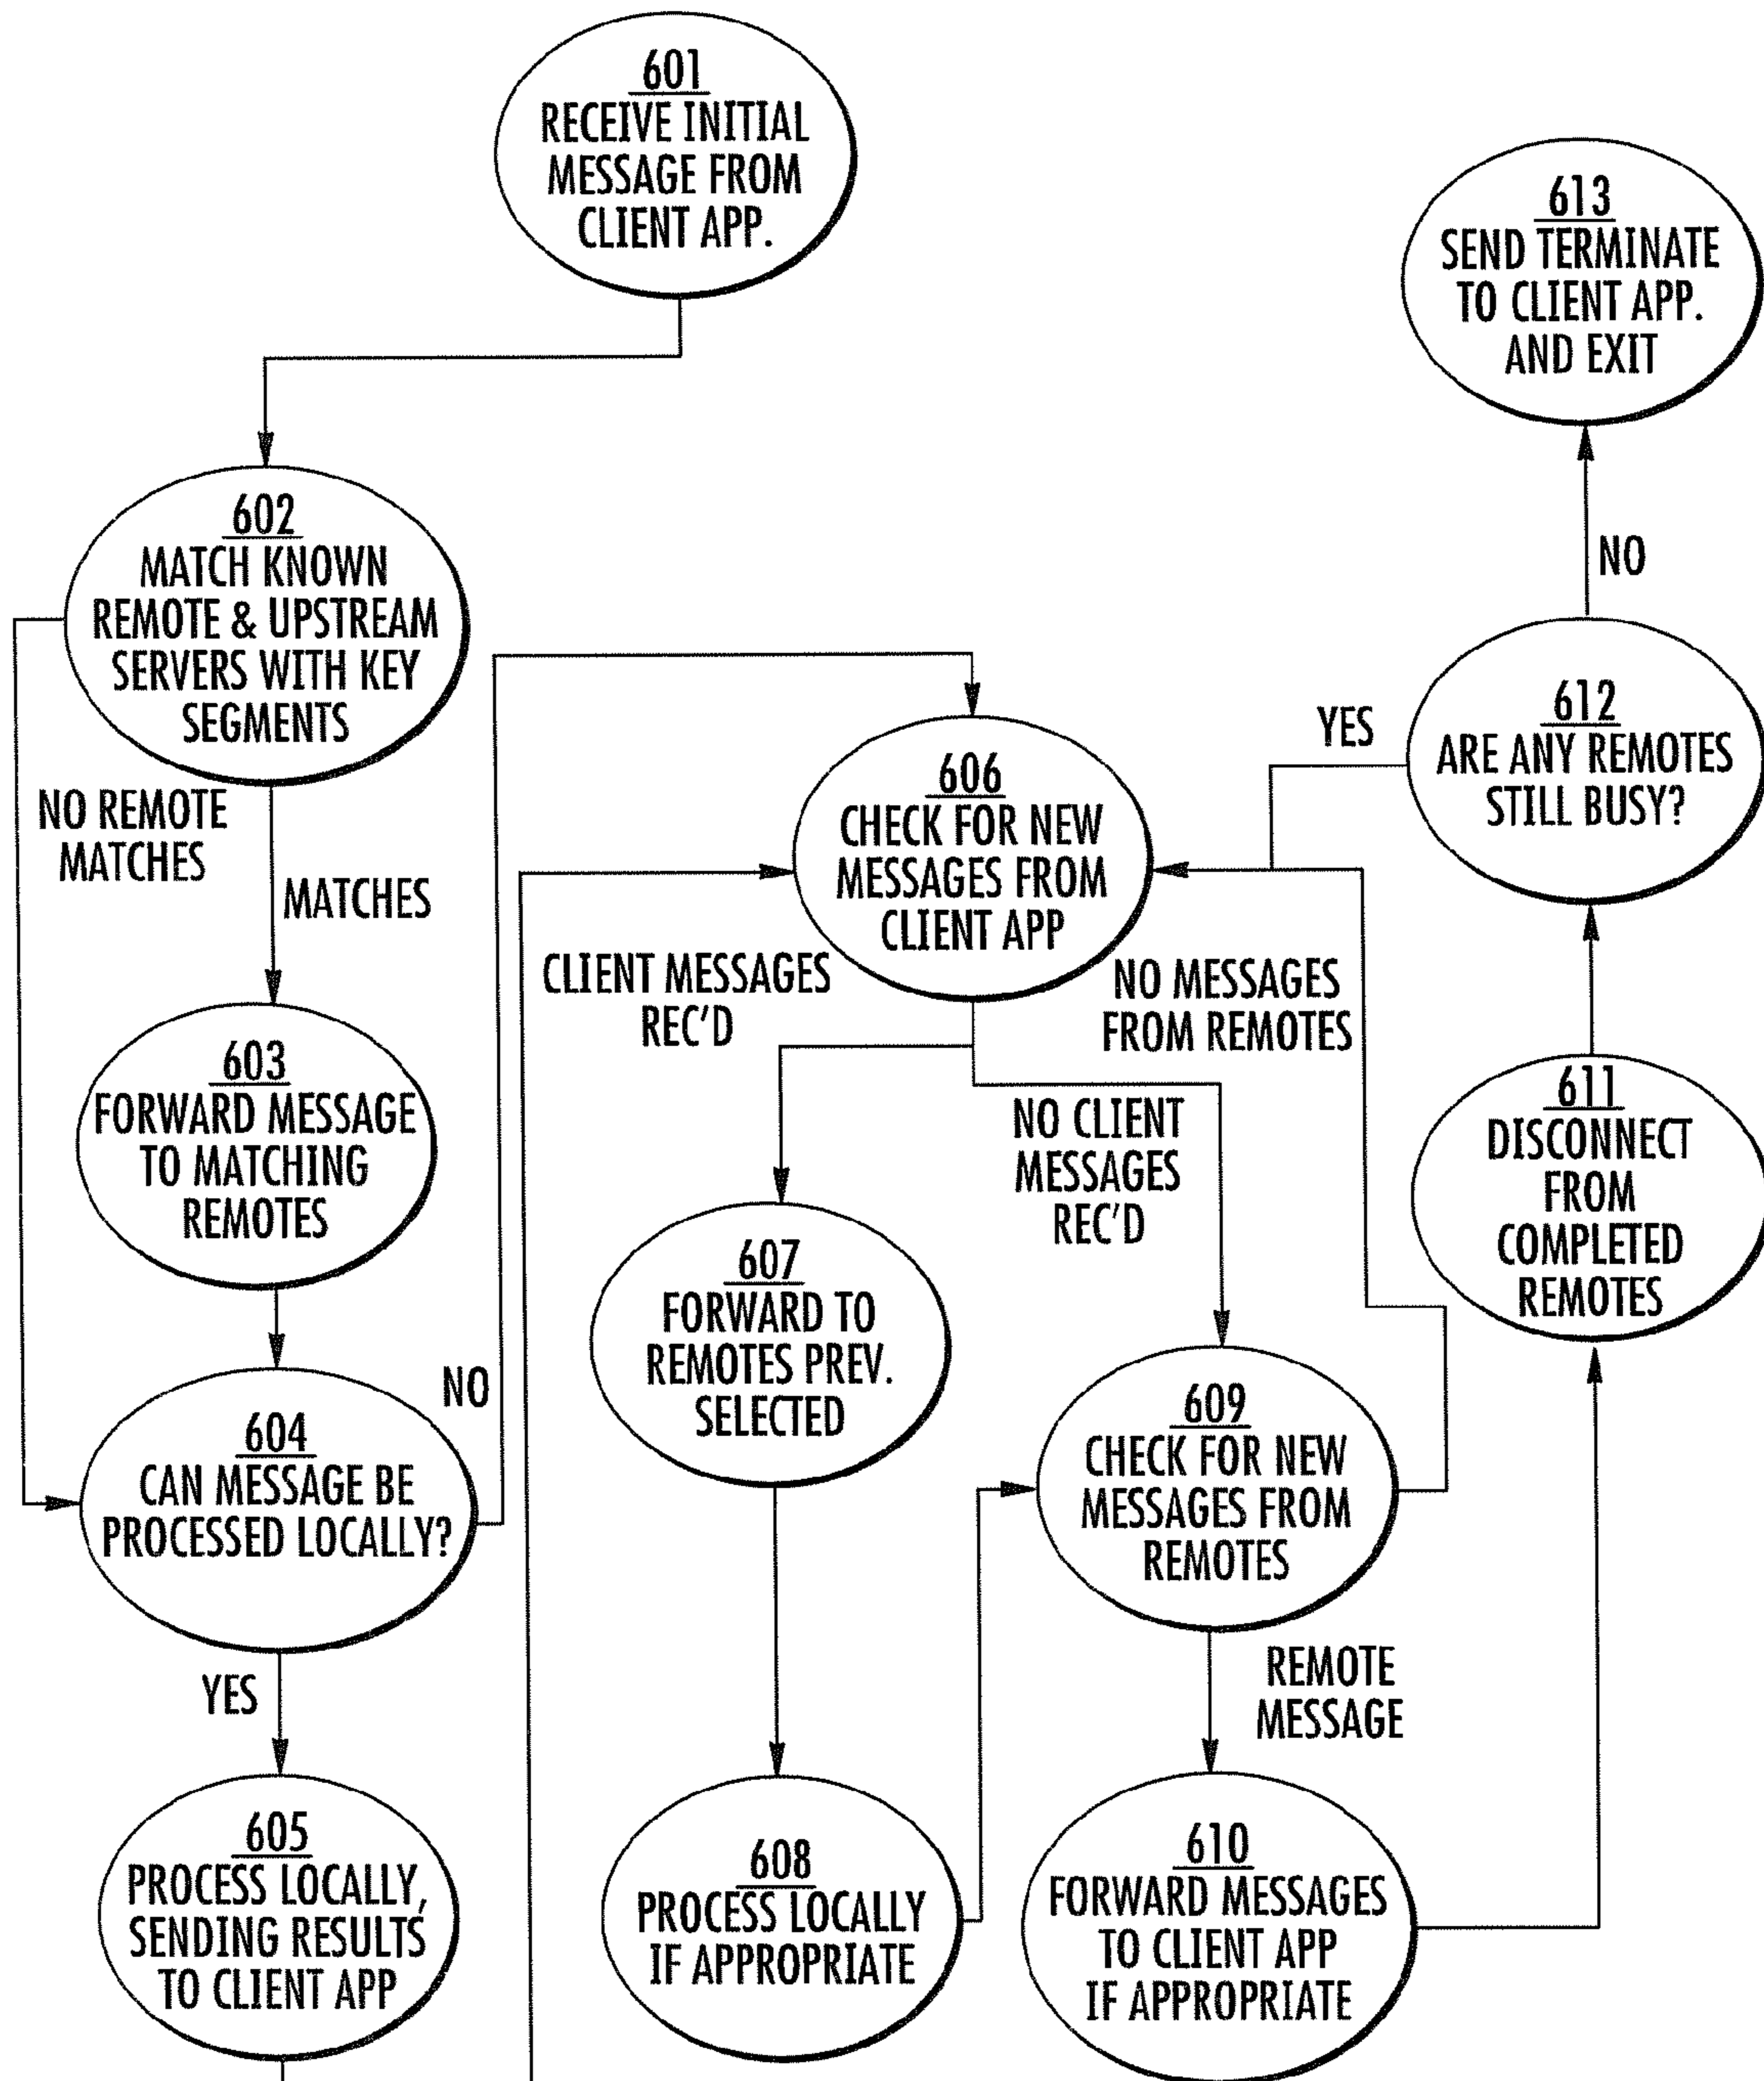 601
RECEIVE INITIAL
MESSAGE FROM
CLIENT APP.
613
SEND TERMINATE
TO CLIENT APP.
AND EXIT
602
MATCH KNOWN
REMOTE & UPSTREAM
SERVERS WITH KEY
SEGMENTS
NO
612
ARE ANY REMOTES
STILL BUSY?
YES
606
CHECK FOR NEW
MESSAGES FROM
CLIENT APP
NO REMOTE
MATCHES
MATCHES
CLIENT MESSAGES
REC'D
NO MESSAGES
FROM REMOTES
603
FORWARD MESSAGE
TO MATCHING
REMOTES
NO CLIENT
MESSAGES
REC'D
611
DISCONNECT
FROM
COMPLETED
REMOTES
607
FORWARD TO
REMOTES PREV.
SELECTED
NO
604
CAN MESSAGE BE
PROCESSED LOCALLY?
609
CHECK FOR NEW
MESSAGES FROM
REMOTES
YES
REMOTE
MESSAGE
605
PROCESS LOCALLY,
SENDING RESULTS
TO CLIENT APP
608
PROCESS LOCALLY
IF APPROPRIATE
610
FORWARD MESSAGES
TO CLIENT APP
IF APPROPRIATE